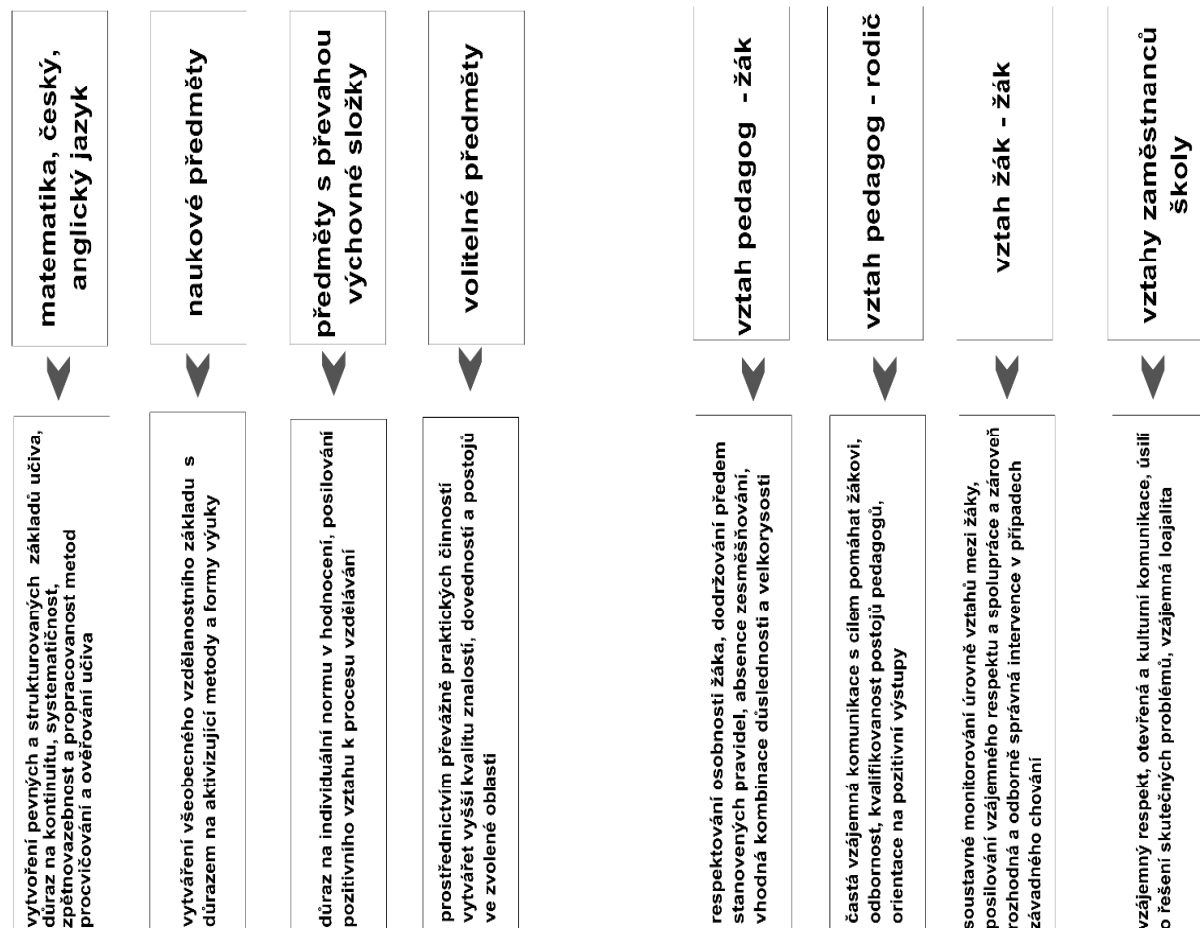 matematika, český,
anglický jazyk
vytvoření pevných a strukturovaných základů učiva,
důraz na kontinuitu, systematičnost,
zpětnovazebnost a propracovanost metod
procvičování a ověřování učiva
naukové předměty
vytváření všeobecného vzdělanostního základu s
důrazem na aktivizující metody a formy výuky
předměty s převahou
výchovné složky
důraz na individuální normu v hodnocení, posilování
pozitivního vztahu k procesu vzdělávání
volitelné předměty
prostřednictvím převážně praktických činností
vytvářet vyšší kvalitu znalostí, dovedností a postojů
ve zvolené oblasti
vztah pedagog - žák
respektování osobnosti žáka, dodržování předem
stanovených pravidel, absence zesměšňování,
vhodná kombinace důslednosti a velkorysosti
vztah pedagog - rodič
častá vzájemná komunikace s cílem pomáhat žákovi,
odbornost, kvalifikovanost postojů pedagogů,
orientace na pozitivní výstupy
vztah žák - žák
soustavné monitorování úrovně vztahů mezi žáky,
posilování vzájemného respektu a spolupráce a zároveň
rozhodná a odborně správná intervence v případech
závadného chování
vztahy zaměstnanců
školy
vzájemný respekt, otevřená a kulturní komunikace, úsilí
o řešení skutečných problémů, vzájemná loajalita